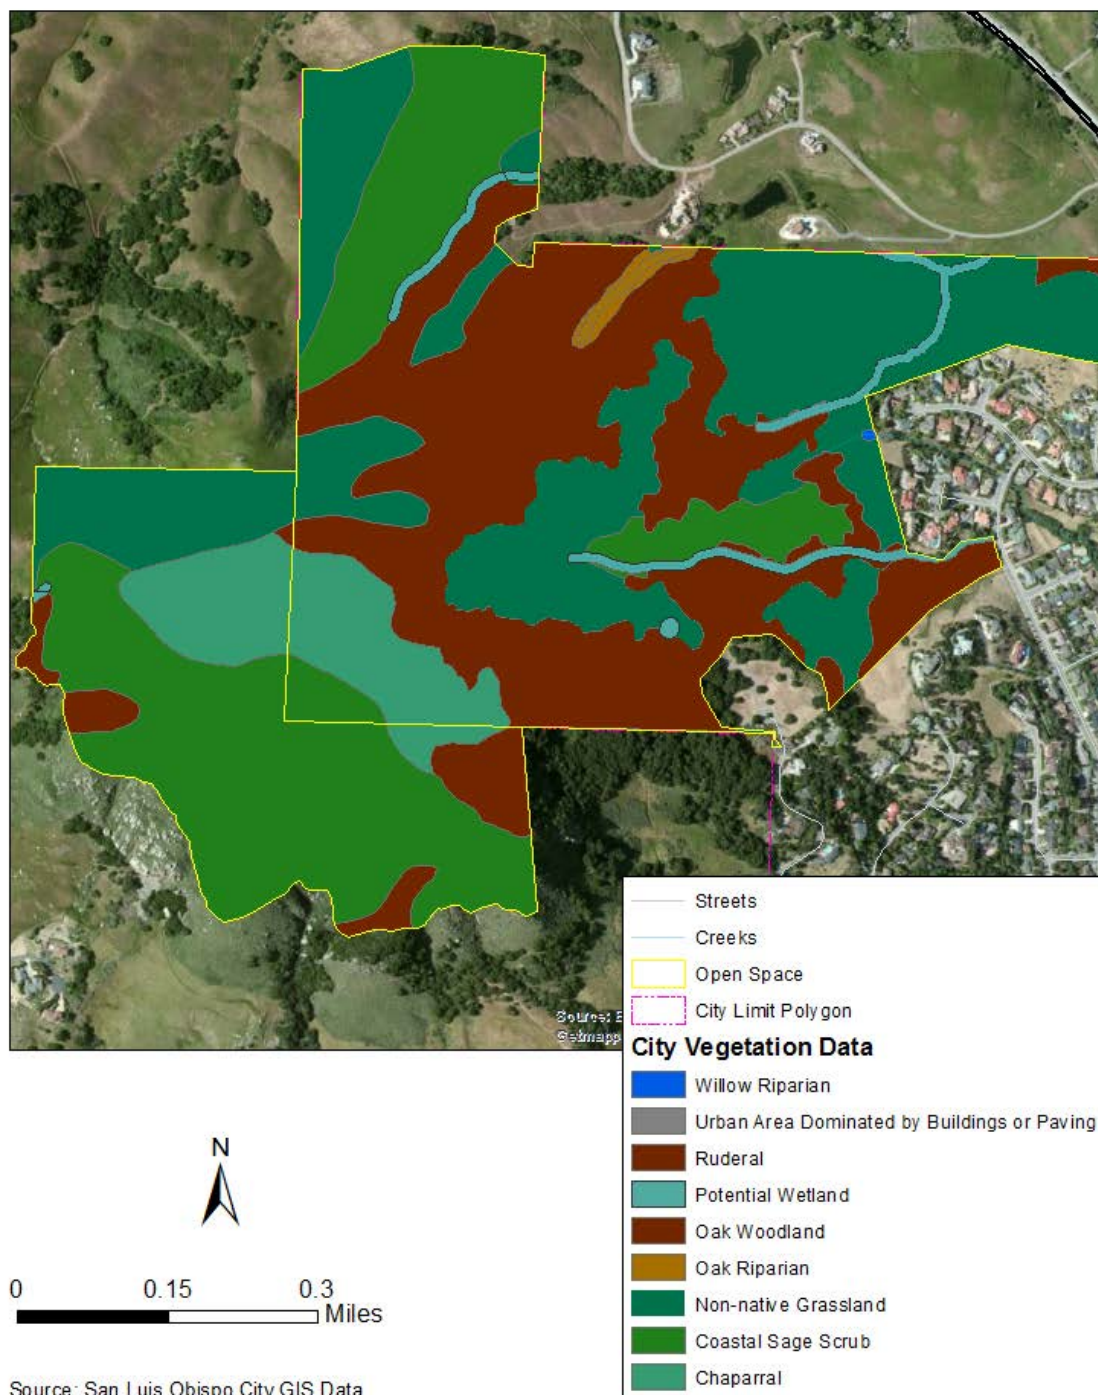 Source: E
Getmapp
Streets
Creeks
Open Space
City Limit Polygon
City Vegetation Data
Willow Riparian
Urban Area Dominated by Buildings or Paving
Ruderal
Potential Wetland
Oak Woodland
Oak Riparian
Non-native Grassland
Coastal Sage Scrub
Chaparral
N
0 0.15 0.3
Miles
Source: San Luis Obispo City GIS Data